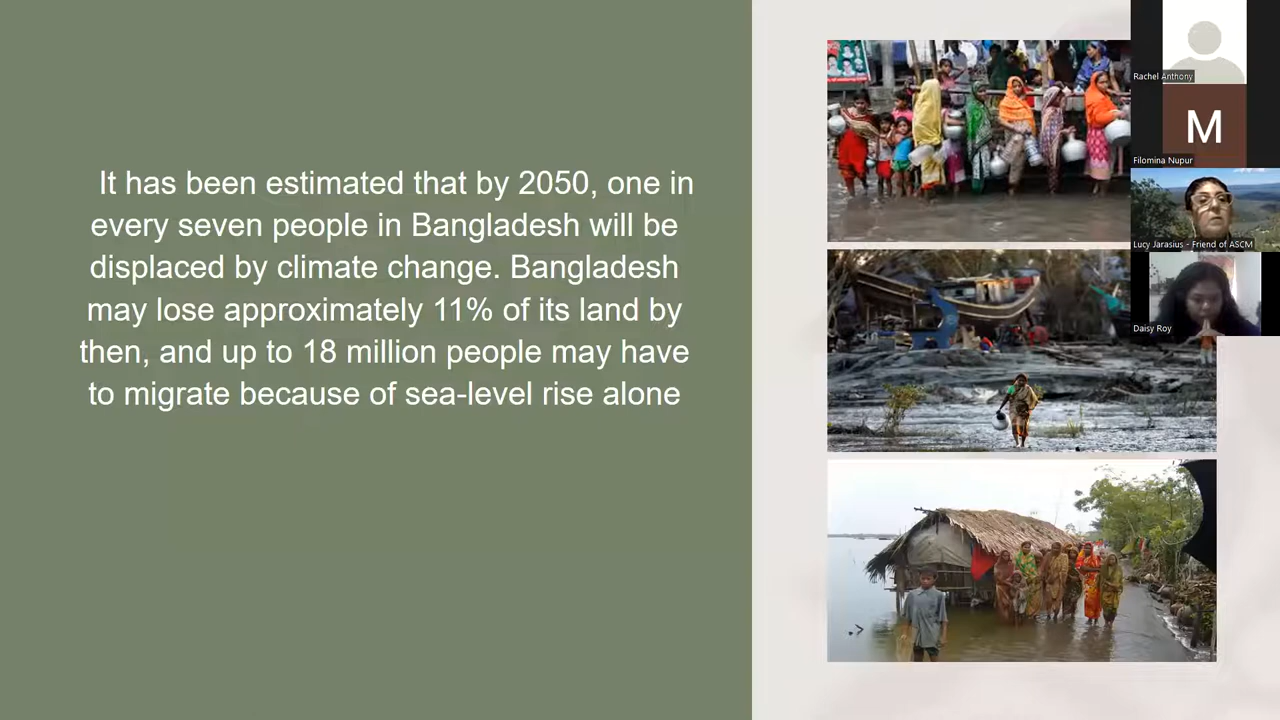 It has been estimated that by 2050, one in
every seven people in Bangladesh will be
displaced by climate change. Bangladesh
may lose approximately 11% of its land by
then, and up to 18 million people may have
to migrate because of sea-level rise alone
Rachel Anthony
M
Filomina Nupur
Lucy Jarasius - Friend of ASCM
Daisy Roy